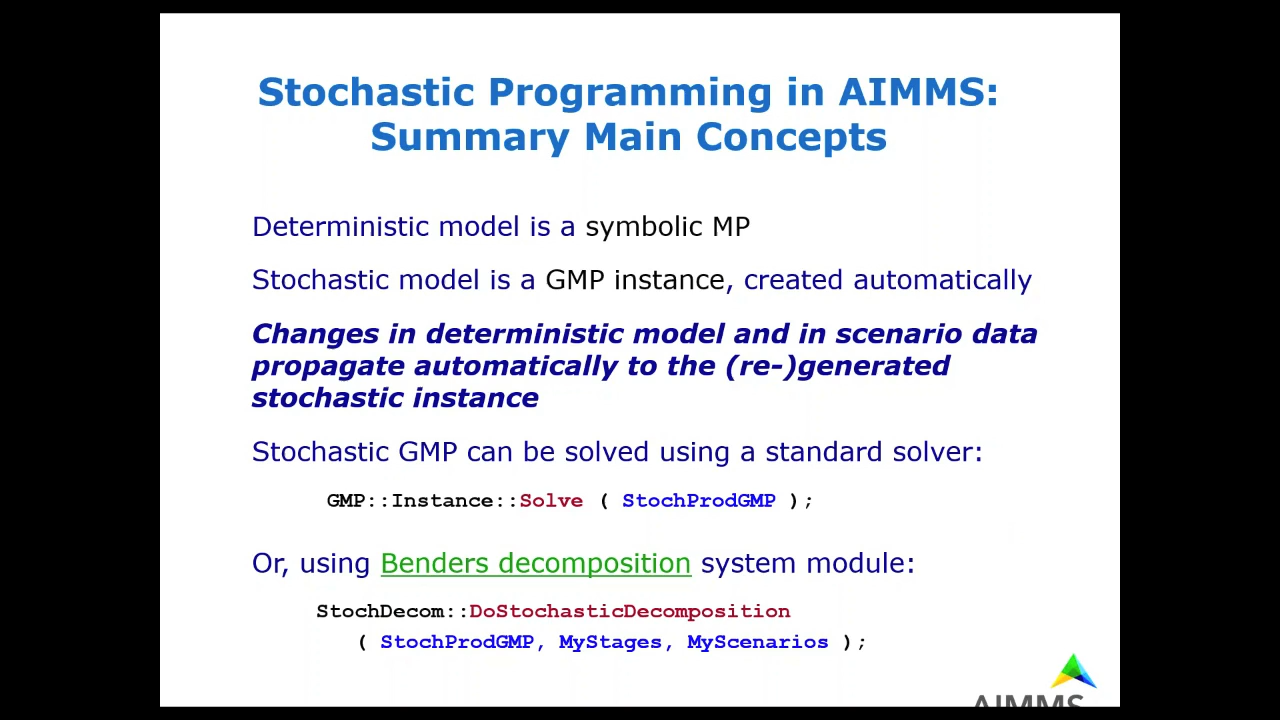 Stochastic Programming in AIMMS:
Summary Main Concepts
Deterministic model is a symbolic MP
Stochastic model is a GMP instance, created automatically
Changes in deterministic model and in scenario data
propagate automatically to the (re-)generated
stochastic instance
Stochastic GMP can be solved using a standard solver:
GMP::Instance::Solve ( StochProdGMP );
Or, using Benders decomposition system module:
StochDecom::DoStochasticDecomposition
( StochProdGMP, MyStages, MyScenarios );
AIMMS